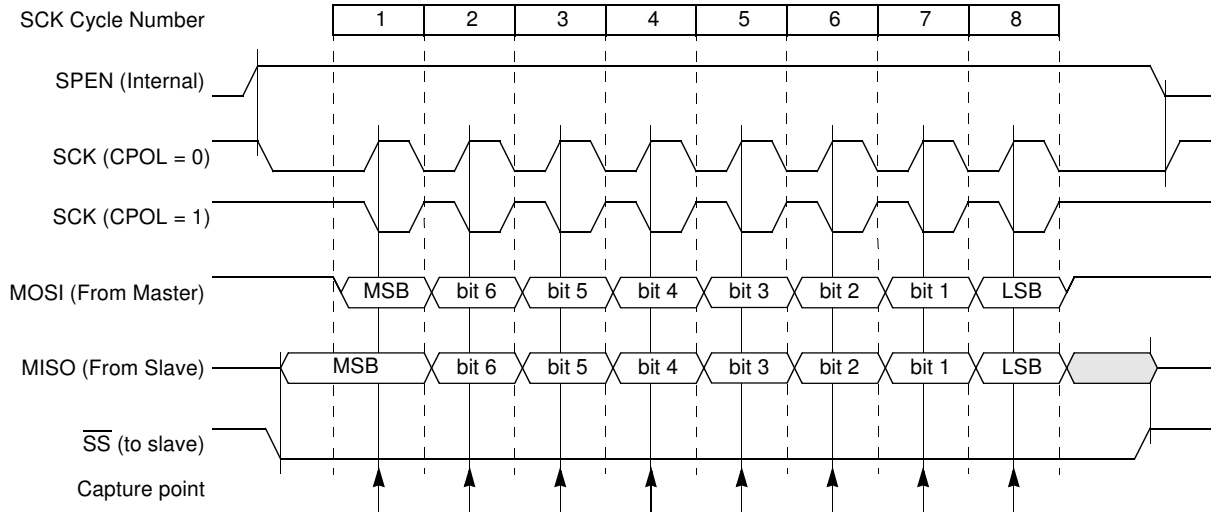 SCK Cycle Number 1 2 3 4 5 6 7 8
SPEN (Internal)
SCK (CPOL = 0)
SCK (CPOL = 1)
MOSI (From Master) MSB bit 6 bit 5 bit 4 bit 3 bit 2 bit 1 LSB
MISO (From Slave) MSB bit 6 bit 5 bit 4 bit 3 bit 2 bit 1 LSB
SS (to slave)
Capture point